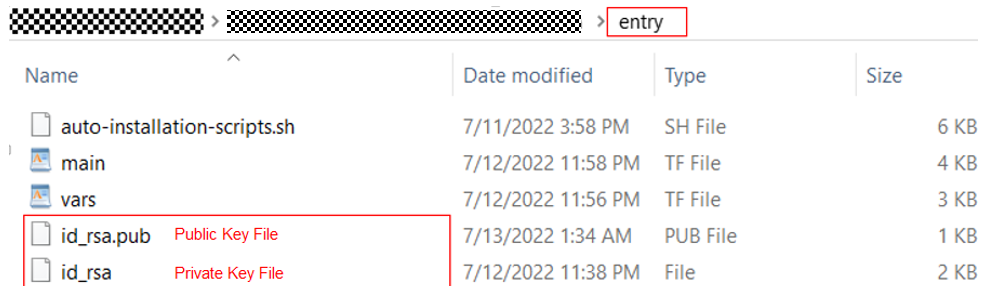 > > entry
Name Date modified Type Size
auto-installation-scripts.sh 7/11/2022 3:58 PM SH File 6 KB
main 7/12/2022 11:58 PM TF File 4 KB
vars 7/12/2022 11:56 PM TF File 3 KB
id_rsa.pub Public Key File 7/13/2022 1:34 AM PUB File 1 KB
id_rsa Private Key File 7/12/2022 11:38 PM File 2 KB